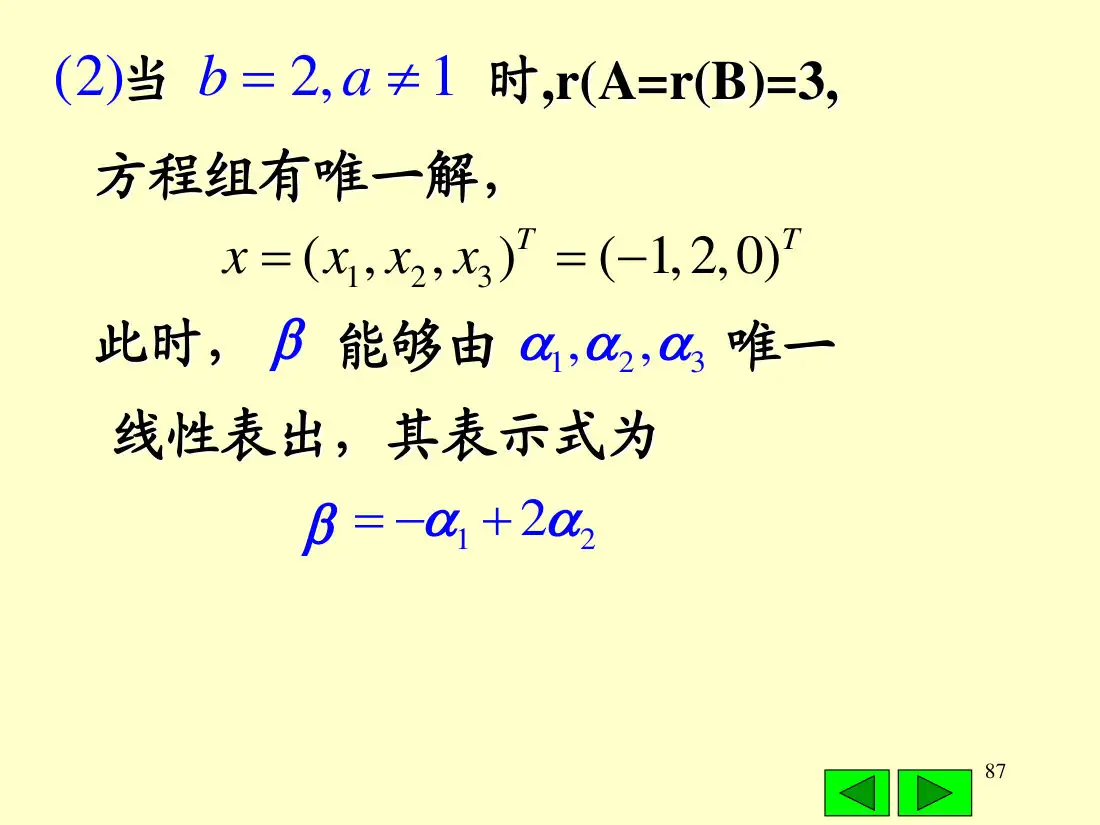 (2)当 b = 2, a ≠ 1 时,r(A=r(B)=3,
方程组有唯一解,
x = (x₁, x₂, x₃)ᵀ = (−1, 2, 0)ᵀ
此时, β 能够由 α₁, α₂, α₃ 唯一
线性表出，其表示式为
β = −α₁ + 2α₂
87